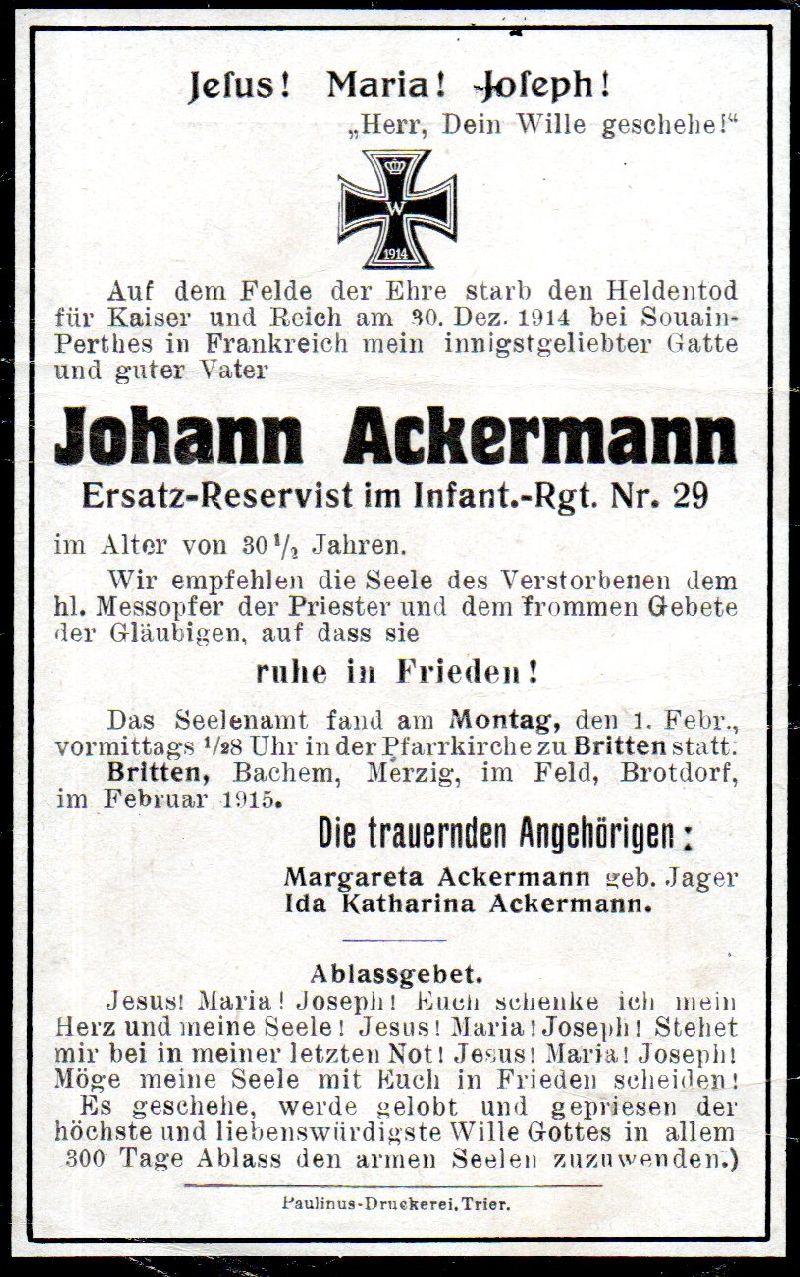 Jeſus! Maria! Joſeph!
„Herr, Dein Wille geschehe!“
W
1914
Auf dem Felde der Ehre starb den Heldentod
für Kaiser und Reich am 30. Dez. 1914 bei Souain-
Perthes in Frankreich mein innigstgeliebter Gatte
und guter Vater
Johann Ackermann
Ersatz-Reservist im Infant.-Rgt. Nr. 29
im Alter von 30 1/2 Jahren.
Wir empfehlen die Seele des Verstorbenen dem
hl. Messopfer der Priester und dem frommen Gebete
der Gläubigen, auf dass sie
ruhe in Frieden!
Das Seelenamt fand am Montag, den 1. Febr.,
vormittags 1/28 Uhr in der Pfarrkirche zu Britten statt.
Britten, Bachem, Merzig, im Feld, Brotdorf,
im Februar 1915.
Die trauernden Angehörigen:
Margareta Ackermann geb. Jager
Ida Katharina Ackermann.
Ablassgebet.
Jesus! Maria! Joseph! Euch schenke ich mein
Herz und meine Seele! Jesus! Maria! Joseph! Stehet
mir bei in meiner letzten Not! Jesus! Maria! Joseph!
Möge meine Seele mit Euch in Frieden scheiden!
Es geschehe, werde gelobt und gepriesen der
höchste und liebenswürdigste Wille Gottes in allem
300 Tage Ablass den armen Seelen zuzuwenden.)
Paulinus-Druckerei, Trier.